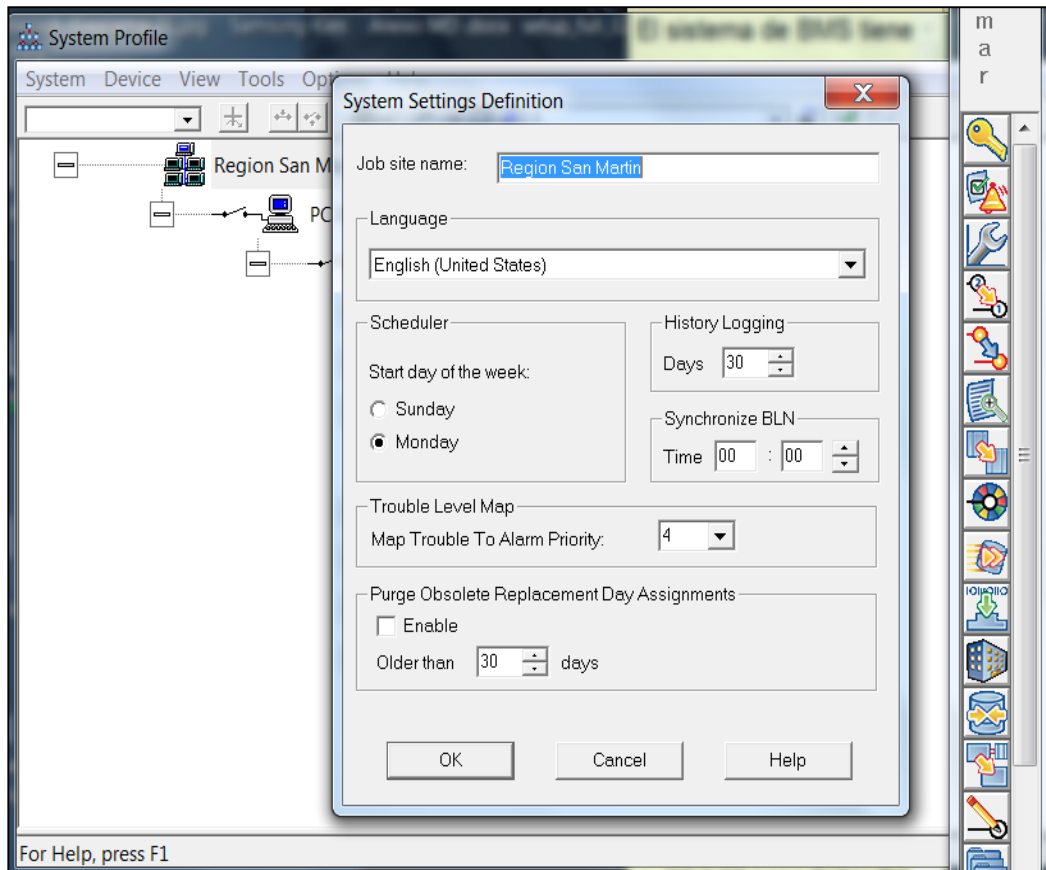 El sistema de BMS tiene
m
a
r
System Profile
System Device View Tools
Region San M
PC
System Settings Definition
Job site name: Region San Martin
Language
English (United States)
Scheduler
Start day of the week:
Sunday
Monday
History Logging
Days 30
Synchronize BLN
Time 00 : 00
Trouble Level Map
Map Trouble To Alarm Priority: 4
Purge Obsolete Replacement Day Assignments
Enable
Older than 30 days
OK Cancel Help
For Help, press F1